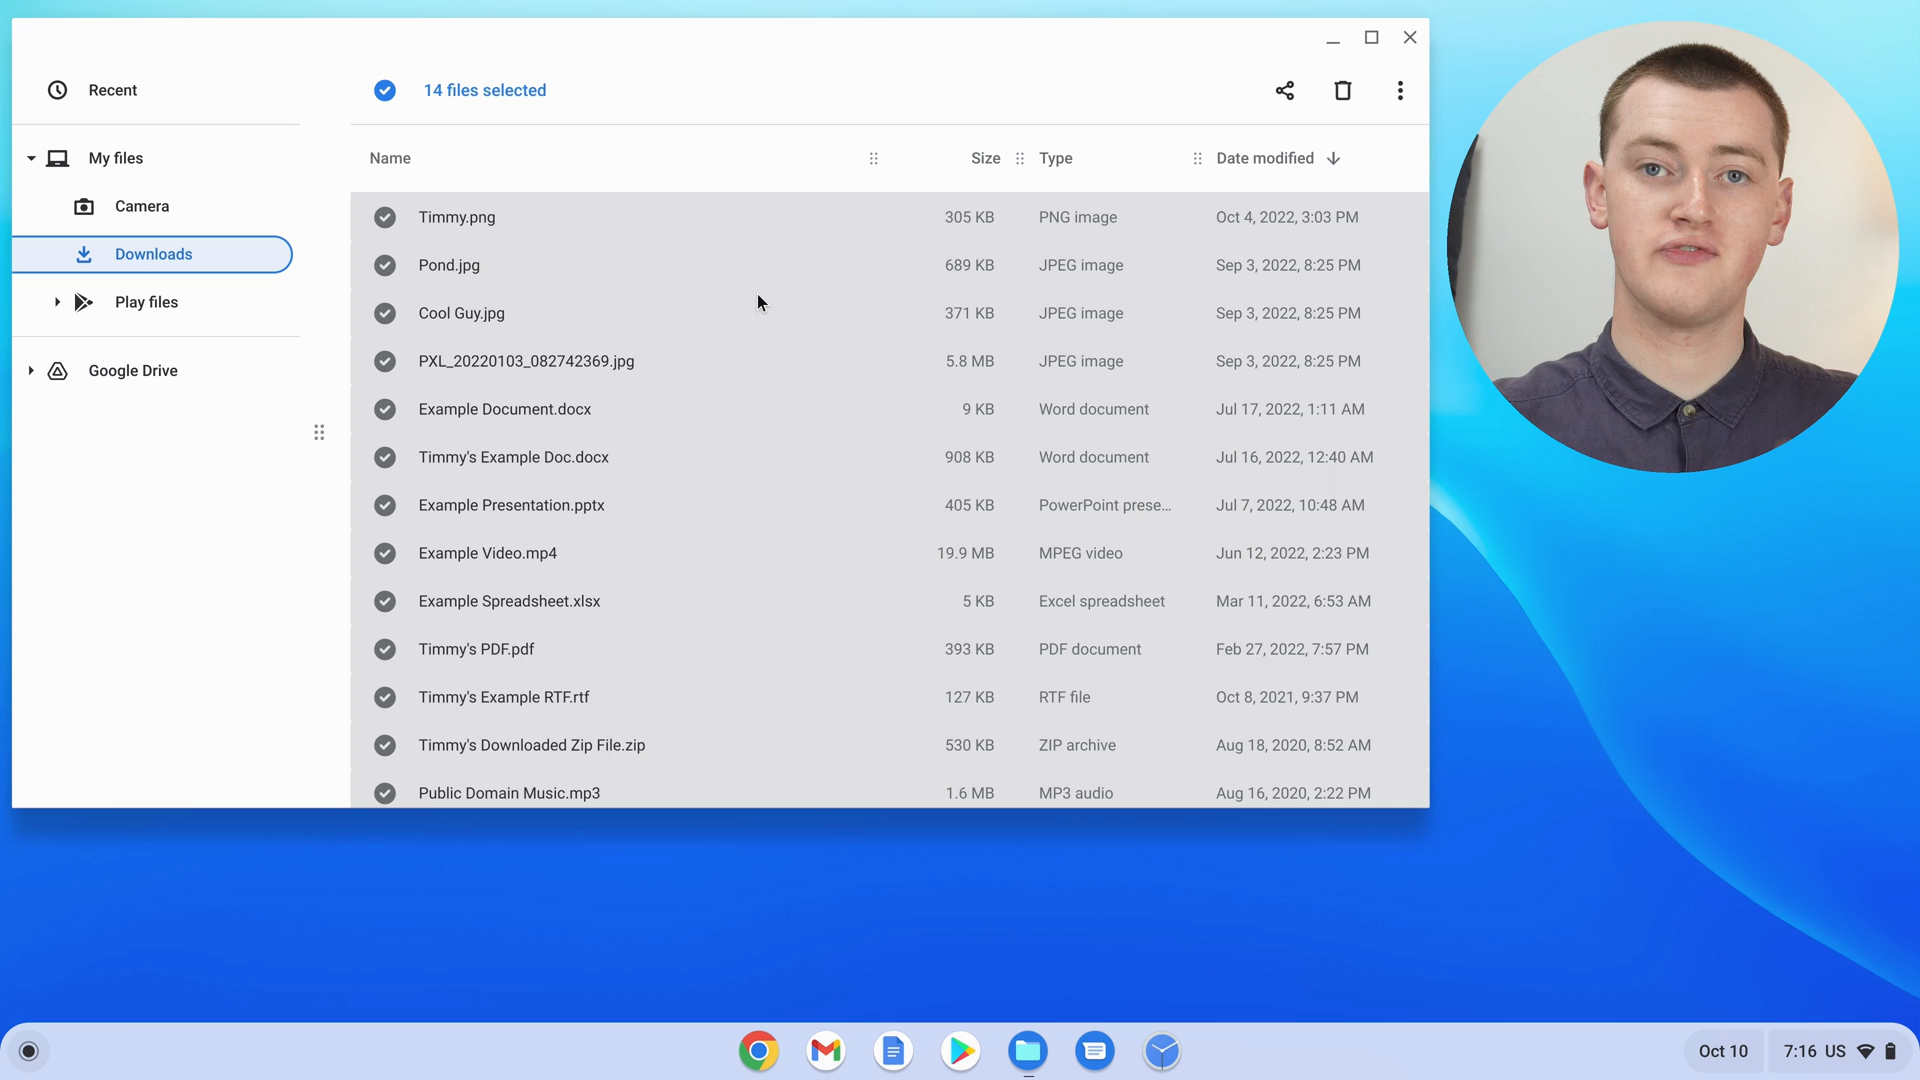 Recent
My files
Camera
Downloads
Play files
Google Drive
14 files selected
Name Size Type Date modified
Timmy.png 305 KB PNG image Oct 4, 2022, 3:03 PM
Pond.jpg 689 KB JPEG image Sep 3, 2022, 8:25 PM
Cool Guy.jpg 371 KB JPEG image Sep 3, 2022, 8:25 PM
PXL_20220103_082742369.jpg 5.8 MB JPEG image Sep 3, 2022, 8:25 PM
Example Document.docx 9 KB Word document Jul 17, 2022, 1:11 AM
Timmy's Example Doc.docx 908 KB Word document Jul 16, 2022, 12:40 AM
Example Presentation.pptx 405 KB PowerPoint prese... Jul 7, 2022, 10:48 AM
Example Video.mp4 19.9 MB MPEG video Jun 12, 2022, 2:23 PM
Example Spreadsheet.xlsx 5 KB Excel spreadsheet Mar 11, 2022, 6:53 AM
Timmy's PDF.pdf 393 KB PDF document Feb 27, 2022, 7:57 PM
Timmy's Example RTF.rtf 127 KB RTF file Oct 8, 2021, 9:37 PM
Timmy's Downloaded Zip File.zip 530 KB ZIP archive Aug 18, 2020, 8:52 AM
Public Domain Music.mp3 1.6 MB MP3 audio Aug 16, 2020, 2:22 PM
Oct 10 7:16 US